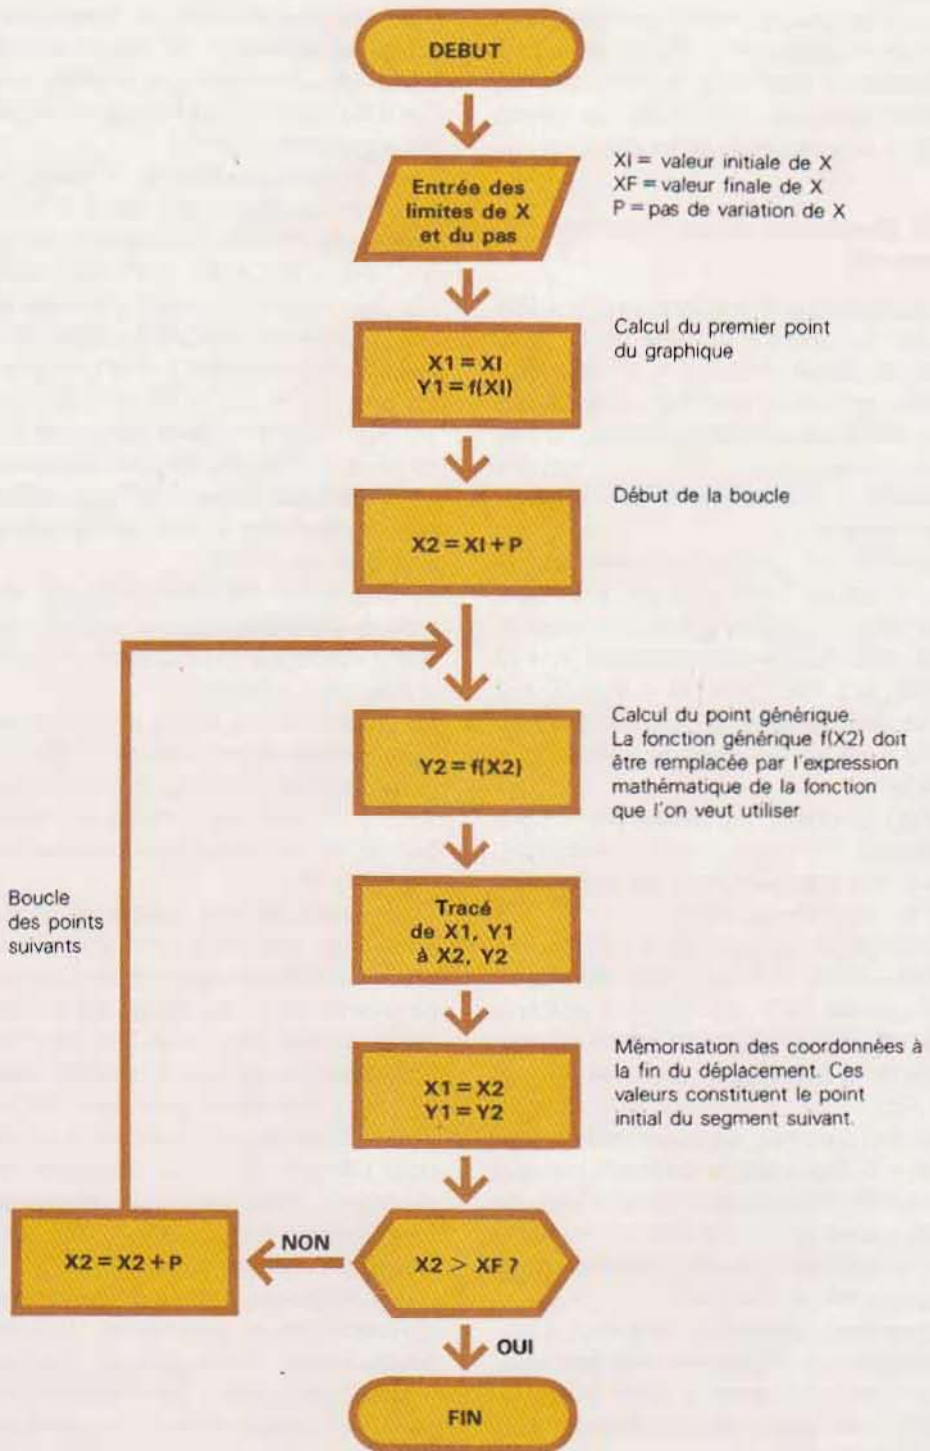 DEBUT
Entrée des
limites de X
et du pas
XI = valeur initiale de X
XF = valeur finale de X
P = pas de variation de X
X1 = XI
Y1 = f(XI)
Calcul du premier point
du graphique
X2 = XI + P
Début de la boucle
Y2 = f(X2)
Calcul du point générique.
La fonction générique f(X2) doit
être remplacée par l'expression
mathématique de la fonction
que l'on veut utiliser
Tracé
de X1, Y1
à X2, Y2
Boucle
des points
suivants
X1 = X2
Y1 = Y2
Mémorisation des coordonnées à
la fin du déplacement. Ces
valeurs constituent le point
initial du segment suivant.
X2 = X2 + P
NON
X2 > XF ?
OUI
FIN